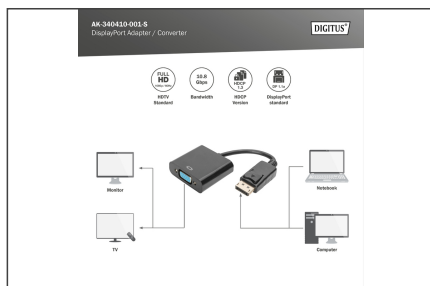 AK-340410-001-S
DisplayPort Adapter / Converter
DIGITUS®
FULL
HD
HDTV
Standard
10.8
Gbps
Bandwidth
HDCP
1.3
HDCP
Version
DP 1.1a
DisplayPort
standard
Monitor
TV
Notebook
Computer